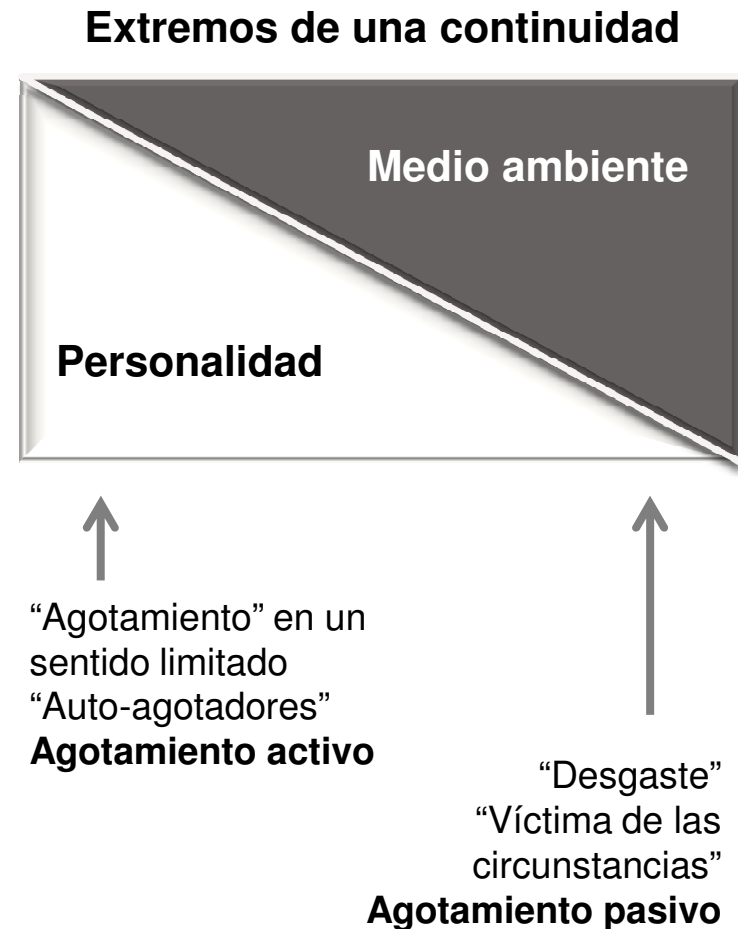 Extremos de una continuidad
Medio ambiente
Personalidad
“Agotamiento” en un
sentido limitado
“Auto-agotadores”
Agotamiento activo
“Desgaste”
“Víctima de las
circunstancias”
Agotamiento pasivo